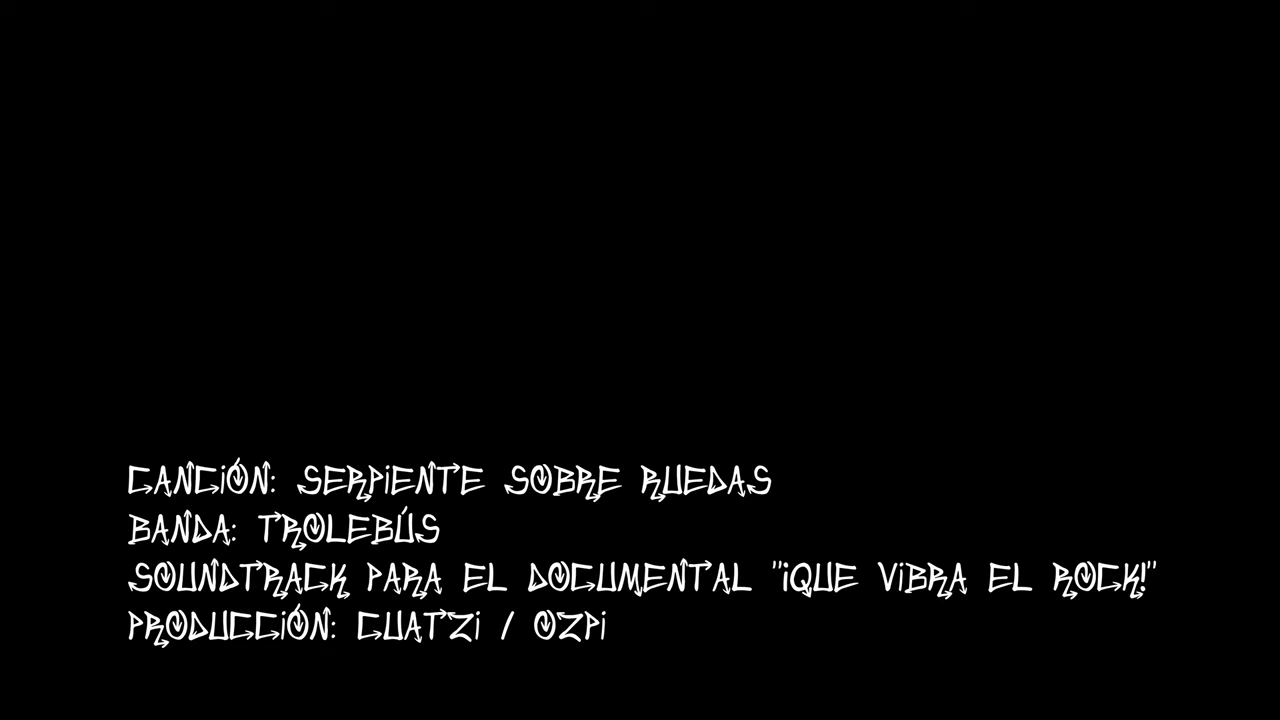 CANCIÓN: SERPIENTE SOBRE RUEDAS
BANDA: TROLEBÚS
SOUNDTRACK PARA EL DOCUMENTAL "¡QUE VIBRA EL ROCK!"
PRODUCCIÓN: CUATZI / OZPI